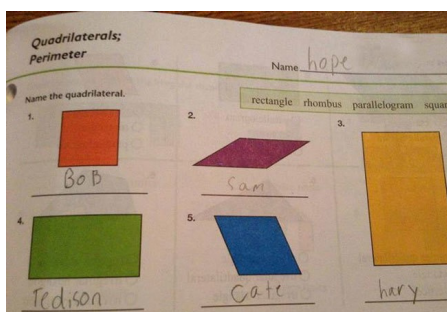 Quadrilaterals;
Perimeter
Name hope
Name the quadrilateral.
rectangle rhombus parallelogram squar
1.
2.
3.
BOB
Sam
4.
5.
Tedison
Cate
hary